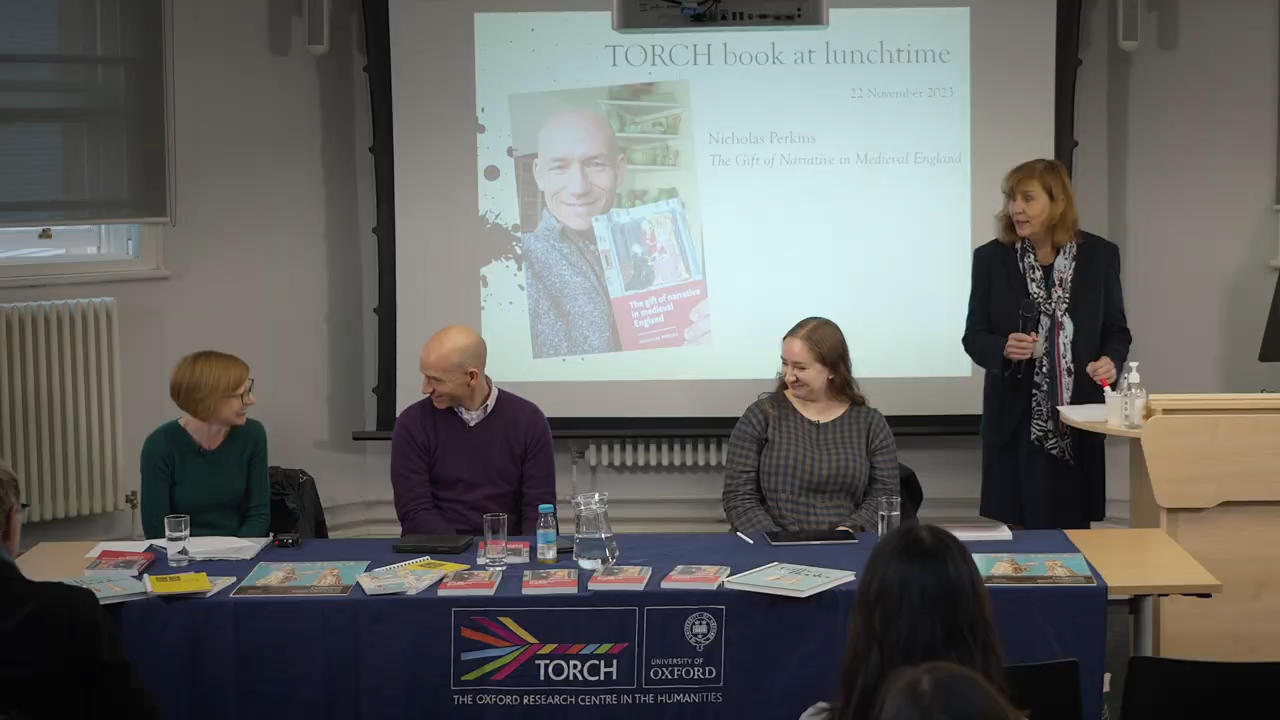 TORCH book at lunchtime
22 November 2023
Nicholas Perkins
The Gift of Narrative in Medieval England
The gift of narrative
in medieval
England
TORCH
UNIVERSITY OF
OXFORD
THE OXFORD RESEARCH CENTRE IN THE HUMANITIES